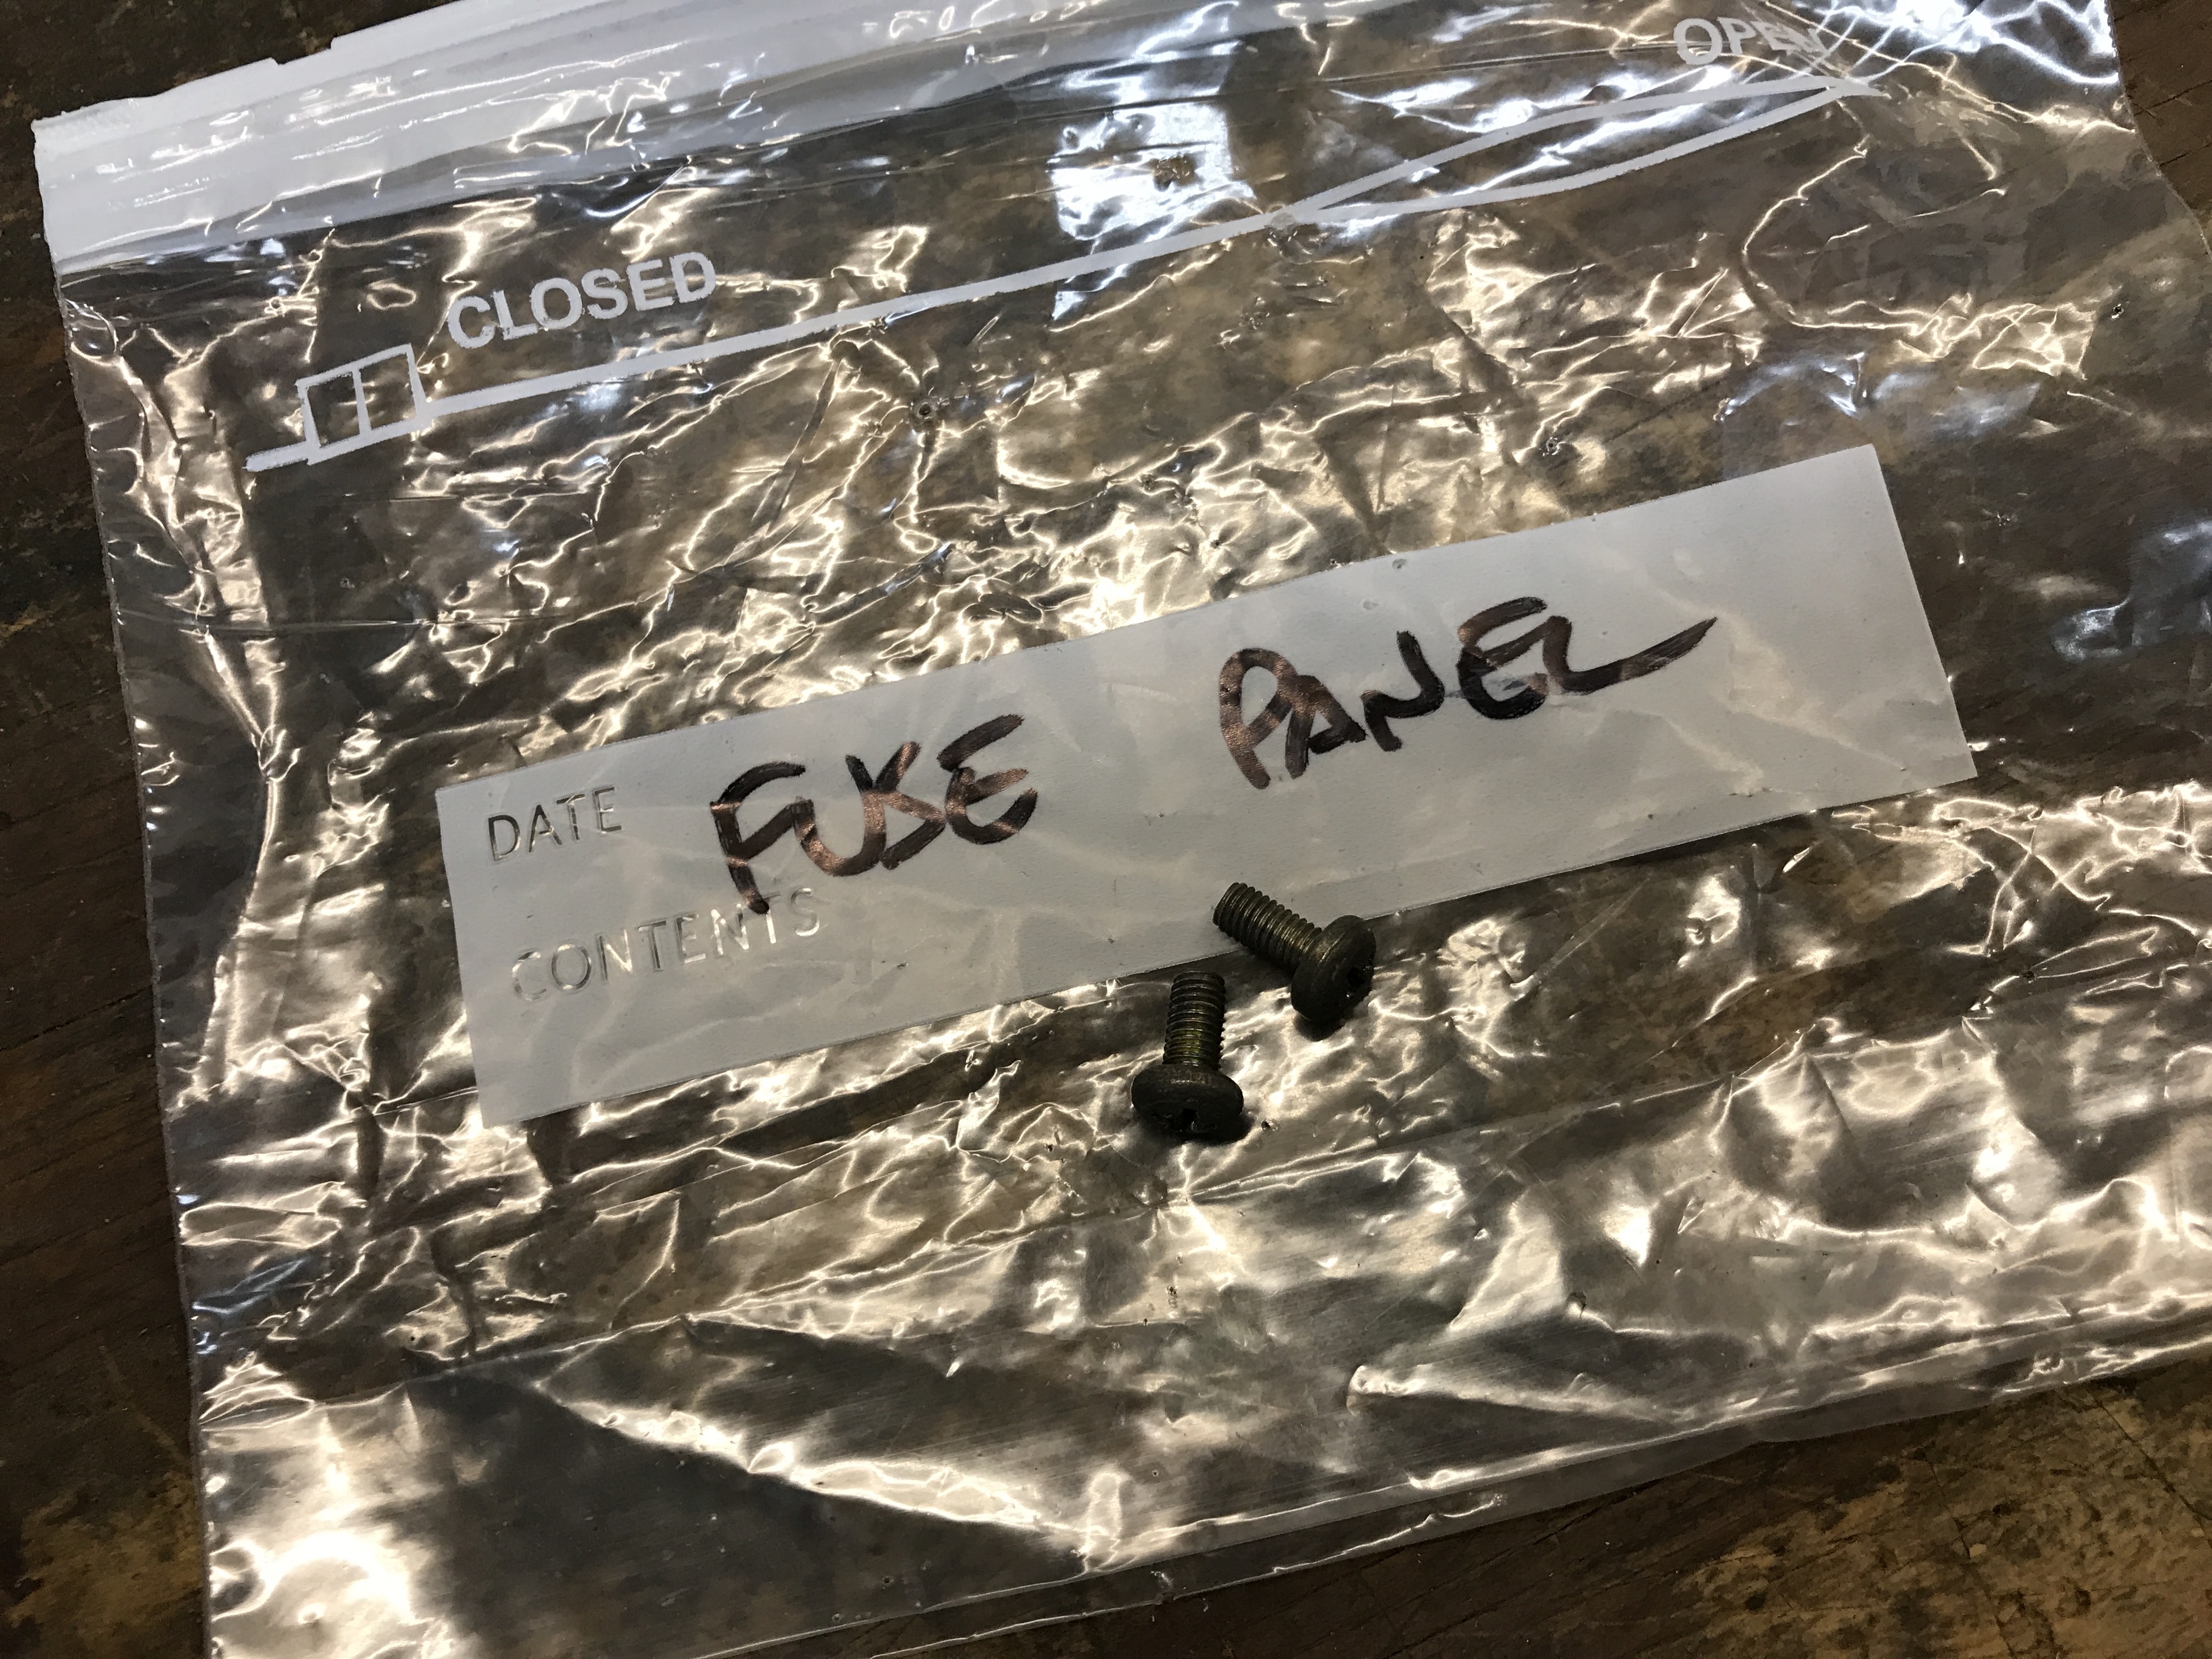 OPEN
CLOSED
DATE FUSE PANEL
CONTENTS